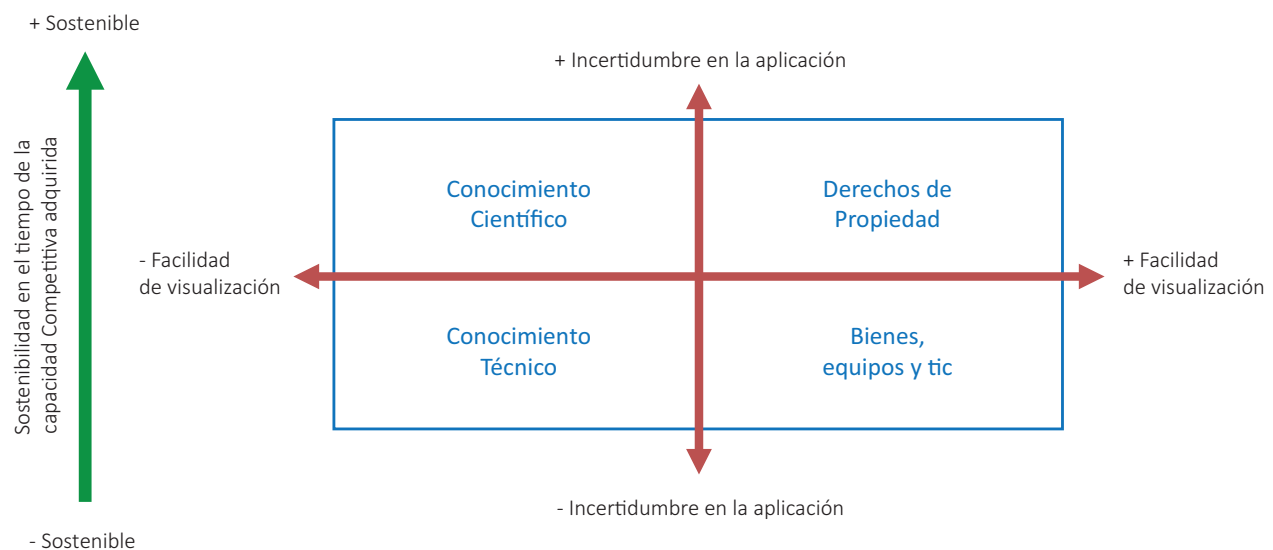 + Sostenible
+ Incertidumbre en la aplicación
Sostenibilidad en el tiempo de la
capacidad Competitiva adquirida
Conocimiento
Científico
Derechos de
Propiedad
- Facilidad
de visualización
+ Facilidad
de visualización
Conocimiento
Técnico
Bienes,
equipos y tic
- Incertidumbre en la aplicación
- Sostenible